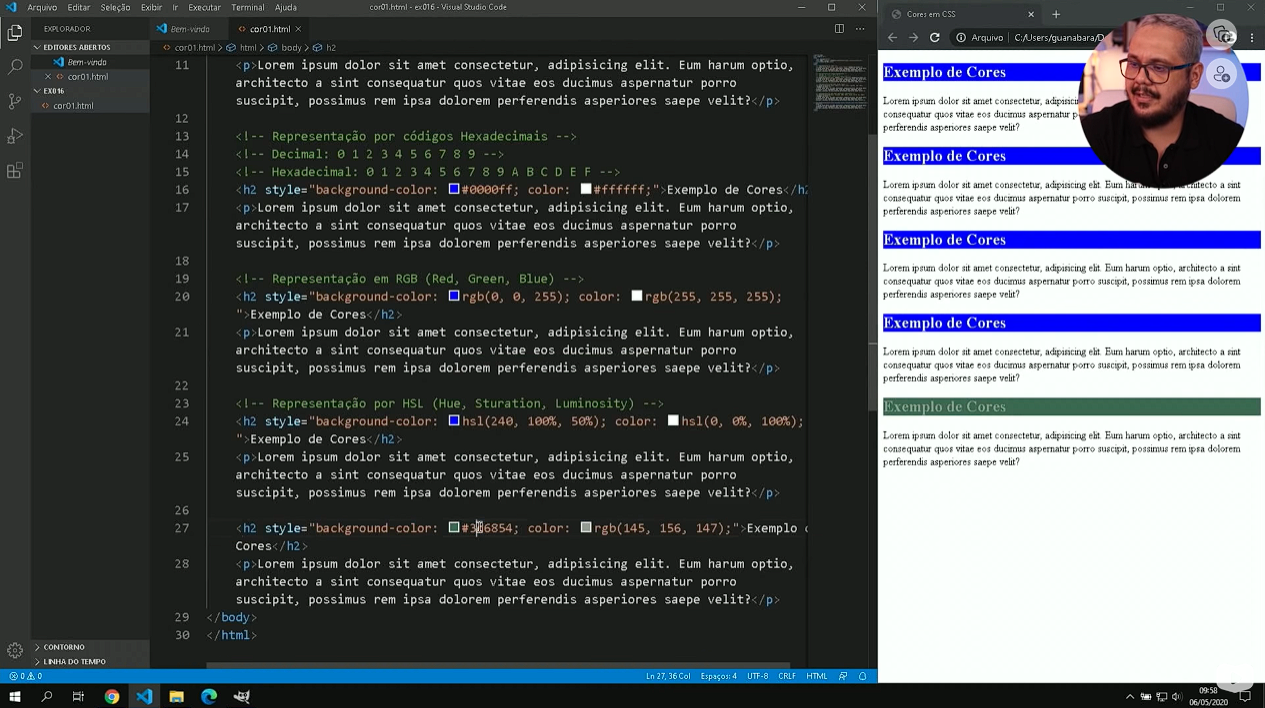 Arquivo Editar Seleção Exibir Ir Executar Terminal Ajuda
cor01.html - ex016 - Visual Studio Code
EXPLORADOR
EDITORES ABERTOS
Bem-vinda
cor01.html
EX016
cor01.html
CONTORNO
LINHA DO TEMPO
Bem-vinda
cor01.html
cor01.html > html > body > h2
11 <p>Lorem ipsum dolor sit amet consectetur, adipisicing elit. Eum harum optio,
architecto a sint consequatur quos vitae eos ducimus aspernatur porro
suscipit, possimus rem ipsa dolorem perferendis asperiores saepe velit?</p>
12
13 <!-- Representação por códigos Hexadecimais -->
14 <!-- Decimal: 0 1 2 3 4 5 6 7 8 9 -->
15 <!-- Hexadecimal: 0 1 2 3 4 5 6 7 8 9 A B C D E F -->
16 <h2 style="background-color: #0000ff; color: #ffffff;">Exemplo de Cores</h2
17 <p>Lorem ipsum dolor sit amet consectetur, adipisicing elit. Eum harum optio,
architecto a sint consequatur quos vitae eos ducimus aspernatur porro
suscipit, possimus rem ipsa dolorem perferendis asperiores saepe velit?</p>
18
19 <!-- Representação em RGB (Red, Green, Blue) -->
20 <h2 style="background-color: rgb(0, 0, 255); color: rgb(255, 255, 255);
">Exemplo de Cores</h2>
21 <p>Lorem ipsum dolor sit amet consectetur, adipisicing elit. Eum harum optio,
architecto a sint consequatur quos vitae eos ducimus aspernatur porro
suscipit, possimus rem ipsa dolorem perferendis asperiores saepe velit?</p>
22
23 <!-- Representação por HSL (Hue, Sturation, Luminosity) -->
24 <h2 style="background-color: hsl(240, 100%, 50%); color: hsl(0, 0%, 100%);
">Exemplo de Cores</h2>
25 <p>Lorem ipsum dolor sit amet consectetur, adipisicing elit. Eum harum optio,
architecto a sint consequatur quos vitae eos ducimus aspernatur porro
suscipit, possimus rem ipsa dolorem perferendis asperiores saepe velit?</p>
26
27 <h2 style="background-color: color: rgb(145, 156, 147);">Exemplo
Cores</h2>
28 <p>Lorem ipsum dolor sit amet consectetur, adipisicing elit. Eum harum optio,
architecto a sint consequatur quos vitae eos ducimus aspernatur porro
suscipit, possimus rem ipsa dolorem perferendis asperiores saepe velit?</p>
29 </body>
30 </html>
0 0
Ln 27, 36 Col Espaços: 4 UTF-8 CRLF HTML
Cores em CSS
Arquivo C:/Users/guanabara/D
Exemplo de Cores
Lorem ipsum dolor sit amet consectetur, adipisicin
consequatur quos vitae eos ducimus aspernatur porro
perferendis asperiores saepe velit?
Exemplo de Cores
Lorem ipsum dolor sit amet consectetur, adipisicing elit. Eum harum optio, architecto a sint
consequatur quos vitae eos ducimus aspernatur porro suscipit, possimus rem ipsa dolorem
perferendis asperiores saepe velit?
Exemplo de Cores
Lorem ipsum dolor sit amet consectetur, adipisicing elit. Eum harum optio, architecto a sint
consequatur quos vitae eos ducimus aspernatur porro suscipit, possimus rem ipsa dolorem
perferendis asperiores saepe velit?
Exemplo de Cores
Lorem ipsum dolor sit amet consectetur, adipisicing elit. Eum harum optio, architecto a sint
consequatur quos vitae eos ducimus aspernatur porro suscipit, possimus rem ipsa dolorem
perferendis asperiores saepe velit?
Exemplo de Cores
Lorem ipsum dolor sit amet consectetur, adipisicing elit. Eum harum optio, architecto a sint
consequatur quos vitae eos ducimus aspernatur porro suscipit, possimus rem ipsa dolorem
perferendis asperiores saepe velit?
09:58
06/05/2020